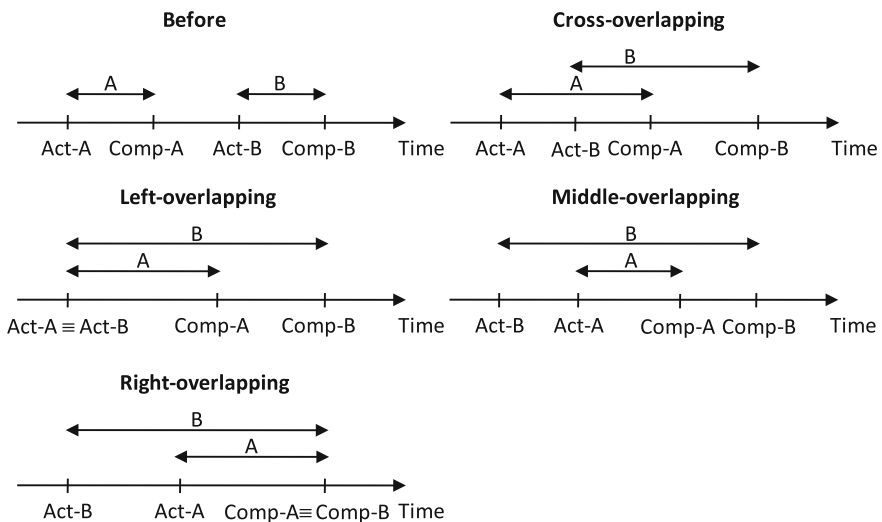 Before
A
B
Act-A Comp-A Act-B Comp-B Time
Cross-overlapping
B
A
Act-A Act-B Comp-A Comp-B Time
Left-overlapping
B
A
Act-A ≡ Act-B Comp-A Comp-B Time
Middle-overlapping
B
A
Act-B Act-A Comp-A Comp-B Time
Right-overlapping
B
A
Act-B Act-A Comp-A≡ Comp-B Time